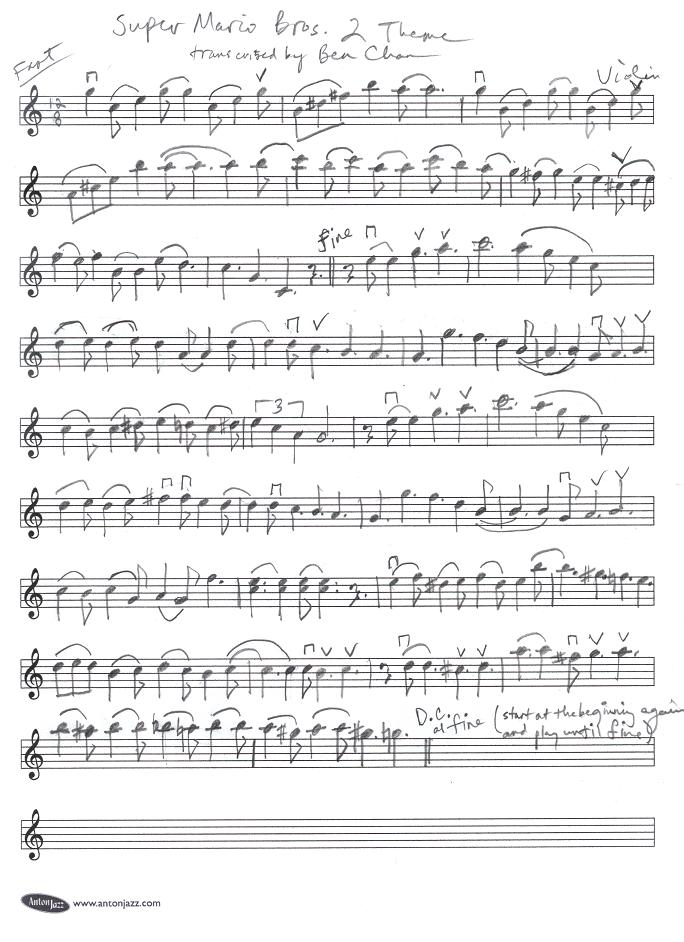 Super Mario Bros. 2 Theme
transcribed by Ben Chan
Fast
Violin
12
8
fine
3
D.C. al fine (start at the beginning again
and play until fine)
AntonJazz www.antonjazz.com